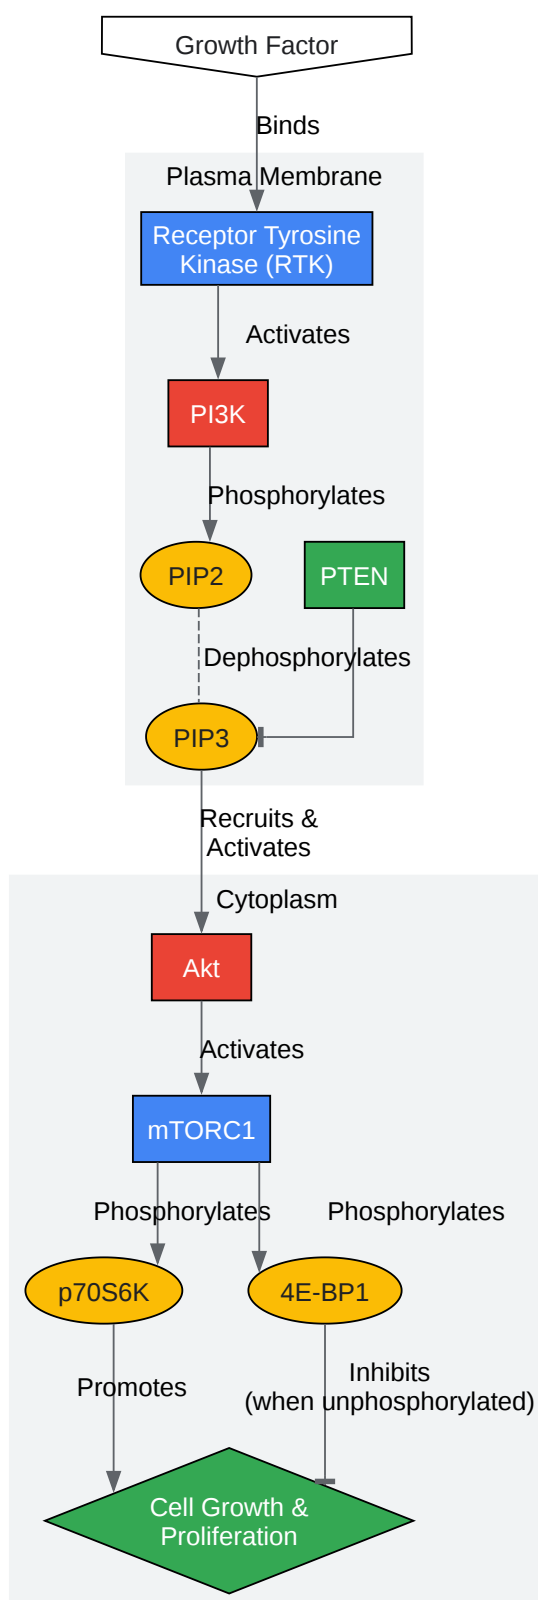 Growth Factor
Binds
Plasma Membrane
Receptor Tyrosine
Kinase (RTK)
Activates
PI3K
Phosphorylates
PIP2
PTEN
Dephosphorylates
PIP3
Recruits &
Activates
Cytoplasm
Akt
Activates
mTORC1
Phosphorylates
Phosphorylates
p70S6K
4E-BP1
Inhibits
(when unphosphorylated)
Promotes
Cell Growth &
Proliferation